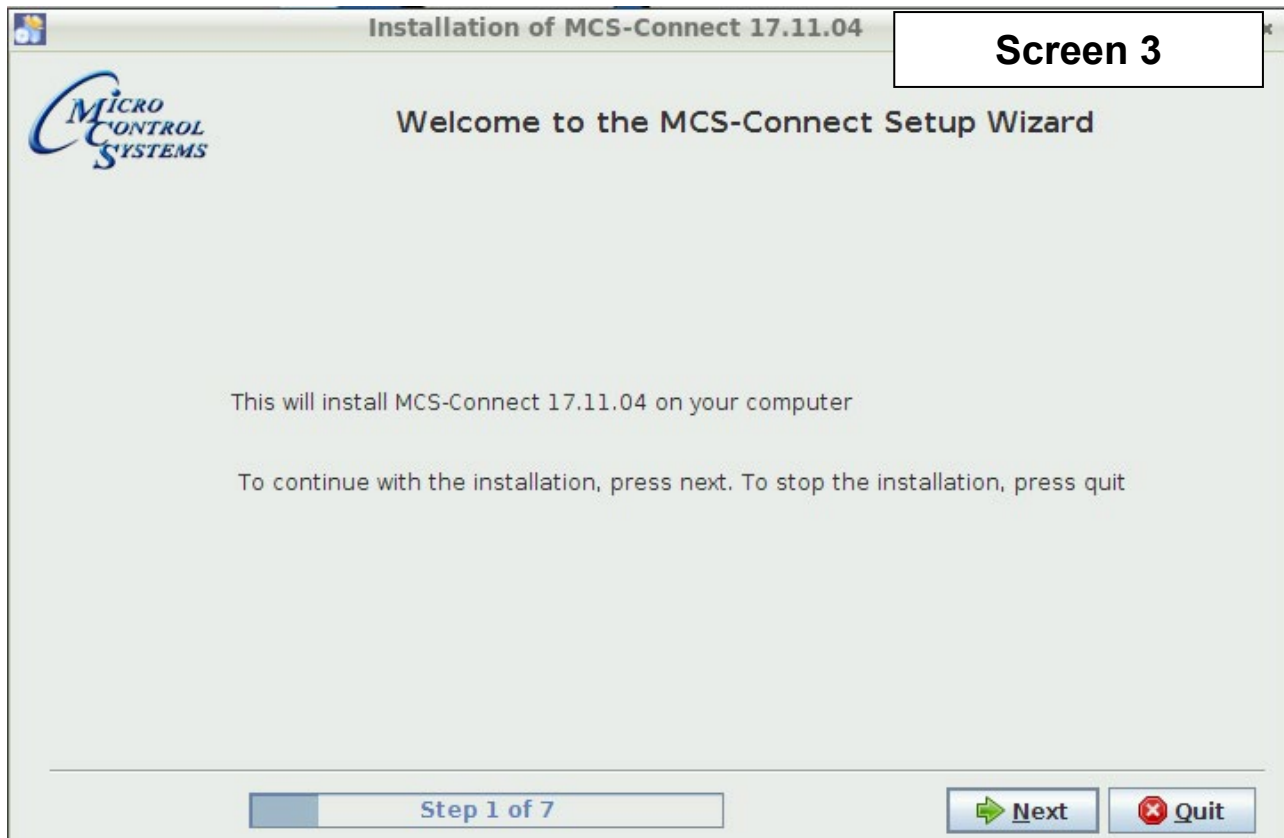 Installation of MCS-Connect 17.11.04
Screen 3
MICRO
CONTROL
SYSTEMS
Welcome to the MCS-Connect Setup Wizard
This will install MCS-Connect 17.11.04 on your computer
To continue with the installation, press next. To stop the installation, press quit
Step 1 of 7
Next
Quit